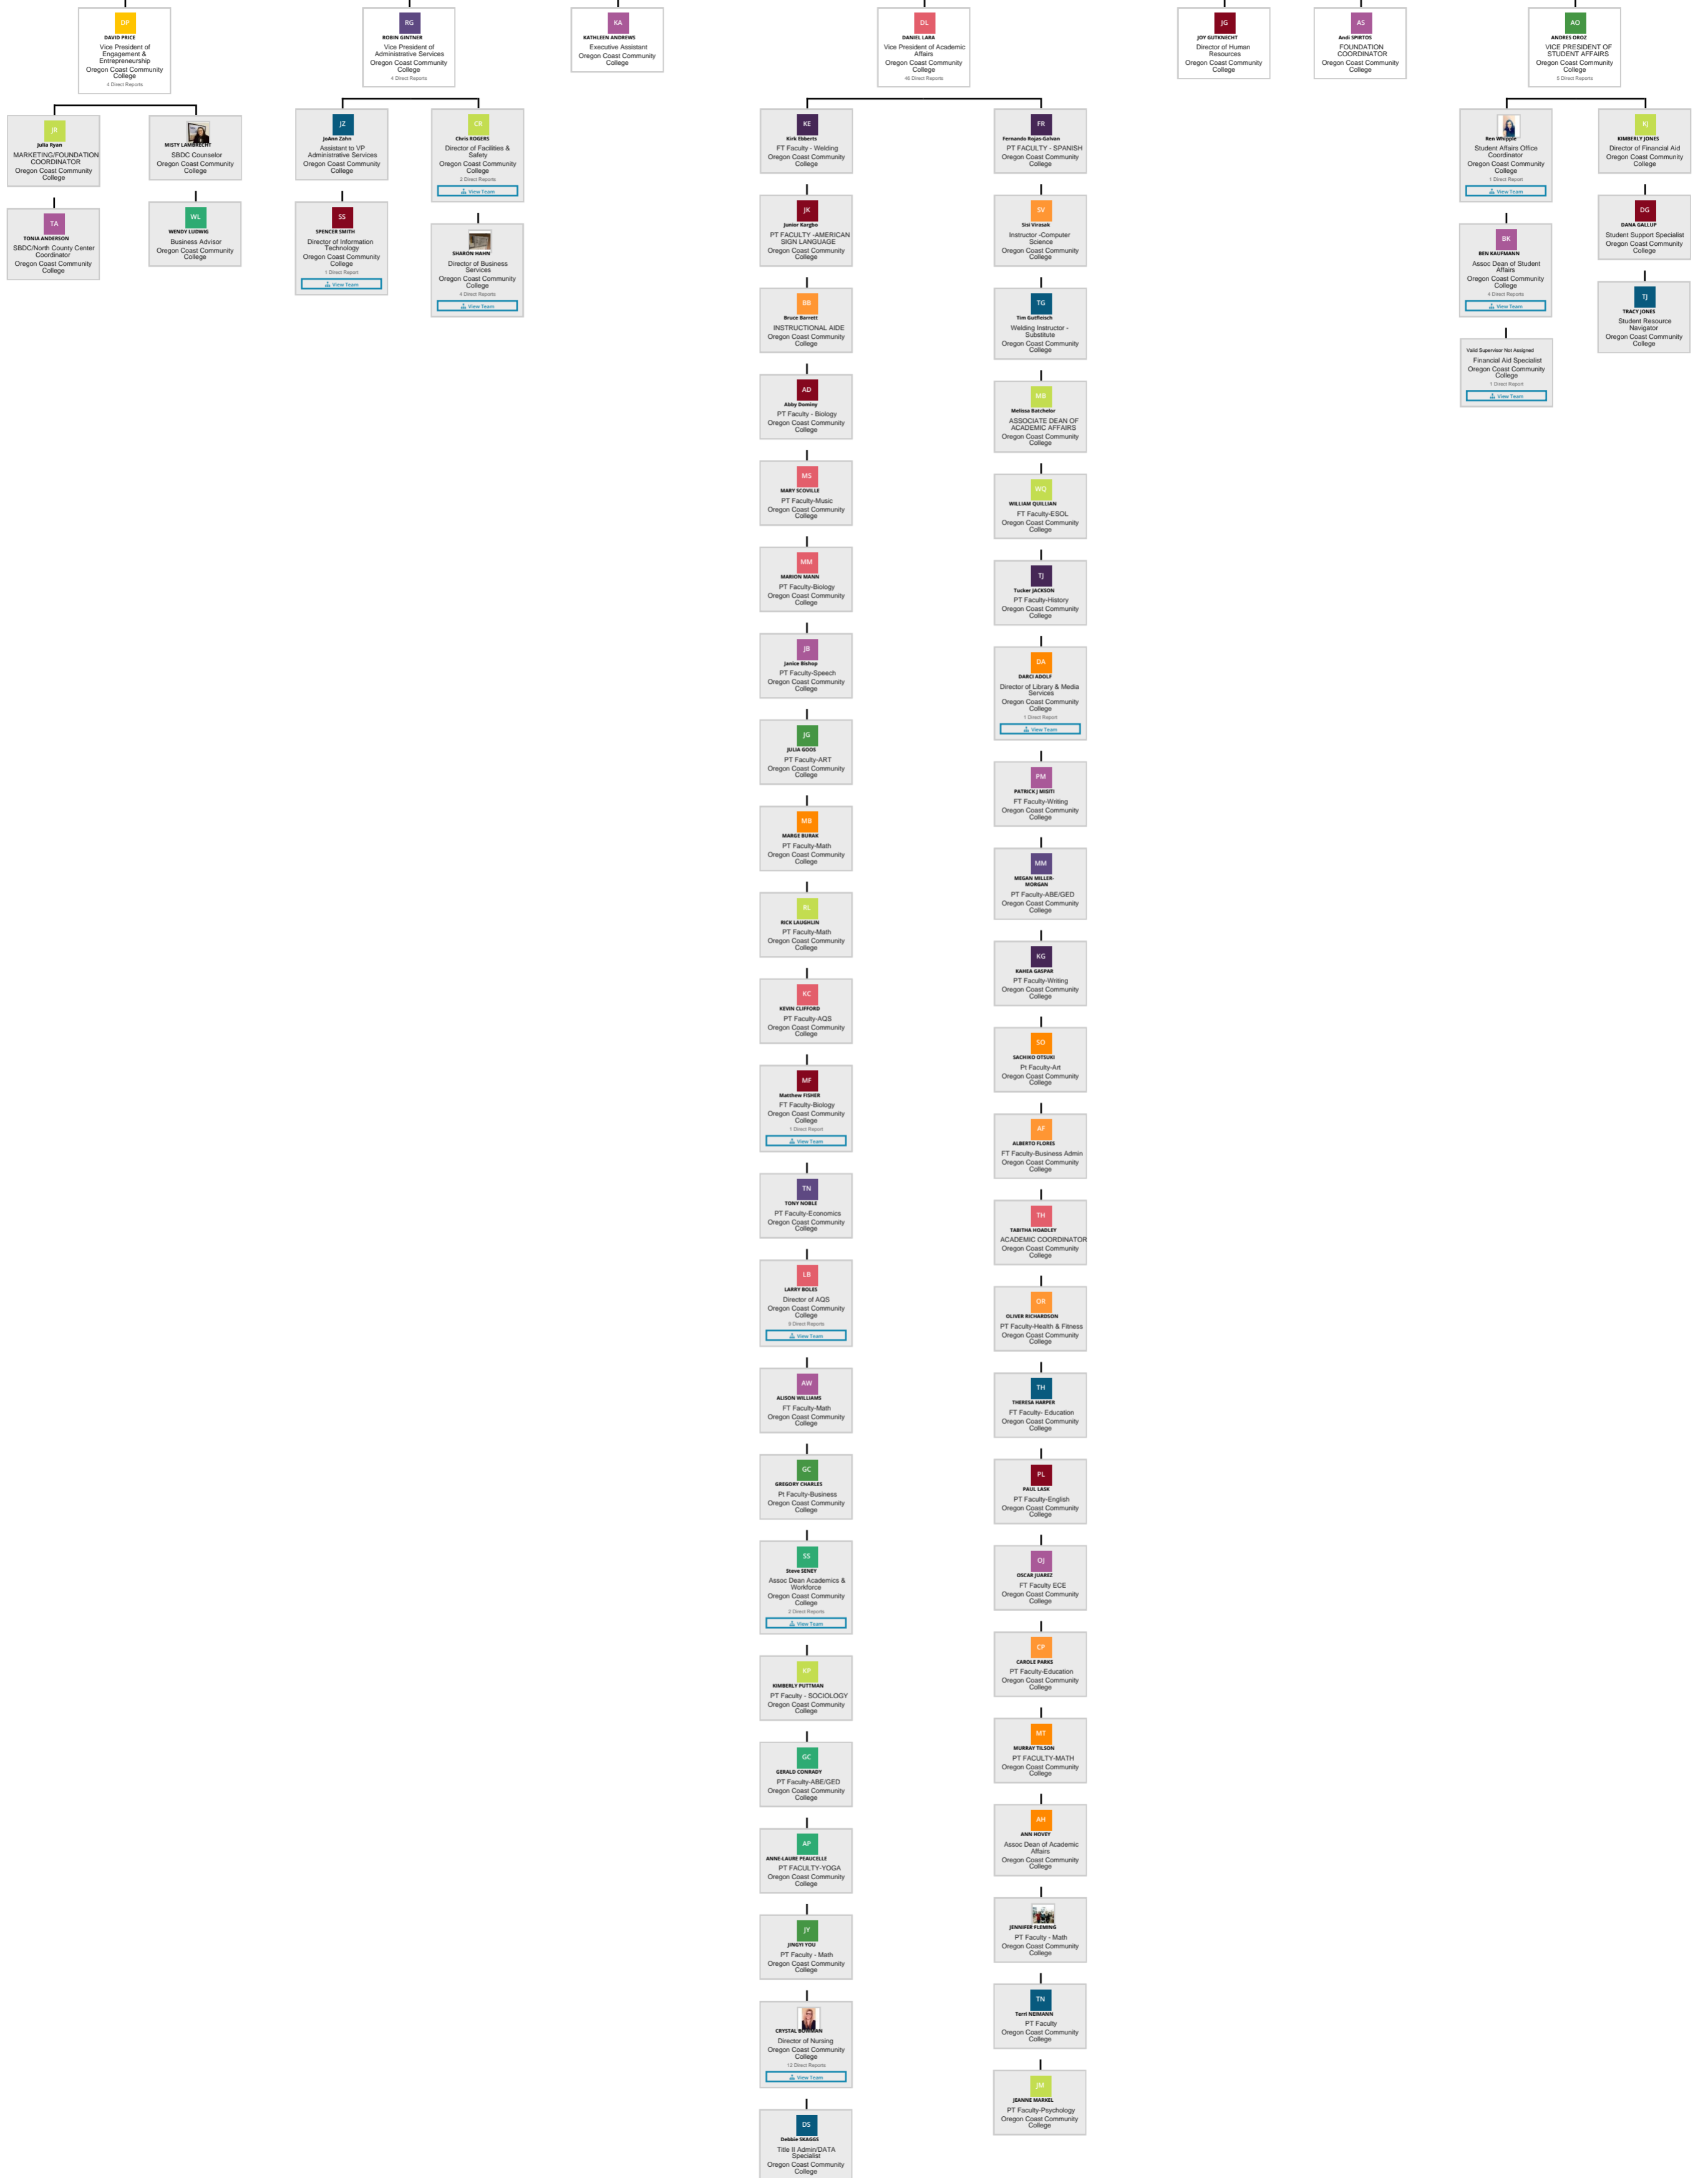 DP
DAVID PRICE
Vice President of
Engagement &
Entrepreneurship
Oregon Coast Community
College
4 Direct Reports
RG
ROBIN GINTNER
Vice President of
Administrative Services
Oregon Coast Community
College
4 Direct Reports
KA
KATHLEEN ANDREWS
Executive Assistant
Oregon Coast Community
College
DL
DANIEL LARA
Vice President of Academic
Affairs
Oregon Coast Community
College
46 Direct Reports
JG
JOY GUTKNECHT
Director of Human
Resources
Oregon Coast Community
College
AS
Andi SPIRTOS
FOUNDATION
COORDINATOR
Oregon Coast Community
College
AO
ANDRES OROZ
VICE PRESIDENT OF
STUDENT AFFAIRS
Oregon Coast Community
College
5 Direct Reports
JR
Julia Ryan
MARKETING/FOUNDATION
COORDINATOR
Oregon Coast Community
College
MISTY LAMBRECHT
SBDC Counselor
Oregon Coast Community
College
TA
TONIA ANDERSON
SBDC/North County Center
Coordinator
Oregon Coast Community
College
WL
WENDY LUDWIG
Business Advisor
Oregon Coast Community
College
JZ
JoAnn Zahn
Assistant to VP
Administrative Services
Oregon Coast Community
College
CR
Chris ROGERS
Director of Facilities &
Safety
Oregon Coast Community
College
2 Direct Reports
View Team
SS
SPENCER SMITH
Director of Information
Technology
Oregon Coast Community
College
1 Direct Report
View Team
SHARON HAHN
Director of Business
Services
Oregon Coast Community
College
4 Direct Reports
View Team
KE
Kirk Ebberts
FT Faculty - Welding
Oregon Coast Community
College
JK
Junior Kargbo
PT FACULTY -AMERICAN
SIGN LANGUAGE
Oregon Coast Community
College
BB
Bruce Barrett
INSTRUCTIONAL AIDE
Oregon Coast Community
College
AD
Abby Dominy
PT Faculty - Biology
Oregon Coast Community
College
MS
MARY SCOVILLE
PT Faculty-Music
Oregon Coast Community
College
MM
MARION MANN
PT Faculty-Biology
Oregon Coast Community
College
JB
Janice Bishop
PT Faculty-Speech
Oregon Coast Community
College
JG
JULIA GOOS
PT Faculty-ART
Oregon Coast Community
College
MB
MARGE BURAK
PT Faculty-Math
Oregon Coast Community
College
RL
RICK LAUGHLIN
PT Faculty-Math
Oregon Coast Community
College
KC
KEVIN CLIFFORD
PT Faculty-AQS
Oregon Coast Community
College
MF
Matthew FISHER
FT Faculty-Biology
Oregon Coast Community
College
1 Direct Report
View Team
TN
TONY NOBLE
PT Faculty-Economics
Oregon Coast Community
College
LB
LARRY BOLES
Director of AQS
Oregon Coast Community
College
Direct Reports
View Team
AW
ALISON WILLIAMS
FT Faculty-Math
Oregon Coast Community
College
GC
GREGORY CHARLES
Pt Faculty-Business
Oregon Coast Community
College
SS
Steve SENEY
Assoc Dean Academics &
Workforce
Oregon Coast Community
College
2 Direct Reports
View Team
KP
KIMBERLY PUTTMAN
PT Faculty - SOCIOLOGY
Oregon Coast Community
College
GC
GERALD CONRADY
PT Faculty-ABE/GED
Oregon Coast Community
College
AP
ANNE-LAURE PEAUCELLE
PT FACULTY-YOGA
Oregon Coast Community
College
JY
JINGYI YOU
PT Faculty - Math
Oregon Coast Community
College
CRYSTAL BOWMAN
Director of Nursing
Oregon Coast Community
College
12 Direct Reports
View Team
DS
Debbie SKAGGS
Title II Admin/DATA
Specialist
Oregon Coast Community
College
FR
Fernando Rojas-Galvan
PT FACULTY - SPANISH
Oregon Coast Community
College
SV
Sisi Virasak
Instructor -Computer
Science
Oregon Coast Community
College
TG
Tim Gutfleisch
Welding Instructor -
Substitute
Oregon Coast Community
College
MB
Melissa Batchelor
ASSOCIATE DEAN OF
ACADEMIC AFFAIRS
Oregon Coast Community
College
WQ
WILLIAM QUILLIAN
FT Faculty-ESOL
Oregon Coast Community
College
TJ
Tucker JACKSON
PT Faculty-History
Oregon Coast Community
College
DA
DARCI ADOLF
Director of Library & Media
Services
Oregon Coast Community
College
1 Direct Report
View Team
PM
PATRICK J MISITI
FT Faculty-Writing
Oregon Coast Community
College
MM
MEGAN MILLER-
MORGAN
PT Faculty-ABE/GED
Oregon Coast Community
College
KG
KAHEA GASPAR
PT Faculty-Writing
Oregon Coast Community
College
SO
SACHIKO OTSUKI
Pt Faculty-Art
Oregon Coast Community
College
AF
ALBERTO FLORES
FT Faculty-Business Admin
Oregon Coast Community
College
TH
TABITHA HOADLEY
ACADEMIC COORDINATOR
Oregon Coast Community
College
OR
OLIVER RICHARDSON
PT Faculty-Health & Fitness
Oregon Coast Community
College
TH
THERESA HARPER
FT Faculty- Education
Oregon Coast Community
College
PL
PAUL LASK
PT Faculty-English
Oregon Coast Community
College
OJ
OSCAR JUAREZ
FT Faculty ECE
Oregon Coast Community
College
CP
CAROLE PARKS
PT Faculty-Education
Oregon Coast Community
College
MT
MURRAY TILSON
PT FACULTY-MATH
Oregon Coast Community
College
AH
ANN HOVEY
Assoc Dean of Academic
Affairs
Oregon Coast Community
College
JENNIFER FLEMING
PT Faculty - Math
Oregon Coast Community
College
TN
Terri NEIMANN
PT Faculty
Oregon Coast Community
College
JM
JEANNE MARKEL
PT Faculty-Psychology
Oregon Coast Community
College
Ren Whipple
Student Affairs Office
Coordinator
Oregon Coast Community
College
1 Direct Report
View Team
BK
BEN KAUFMANN
Assoc Dean of Student
Affairs
Oregon Coast Community
College
4 Direct Reports
View Team
Valid Supervisor Not Assigned
Financial Aid Specialist
Oregon Coast Community
College
1 Direct Report
View Team
KJ
KIMBERLY JONES
Director of Financial Aid
Oregon Coast Community
College
DG
DANA GALLUP
Student Support Specialist
Oregon Coast Community
College
TJ
TRACY JONES
Student Resource
Navigator
Oregon Coast Community
College